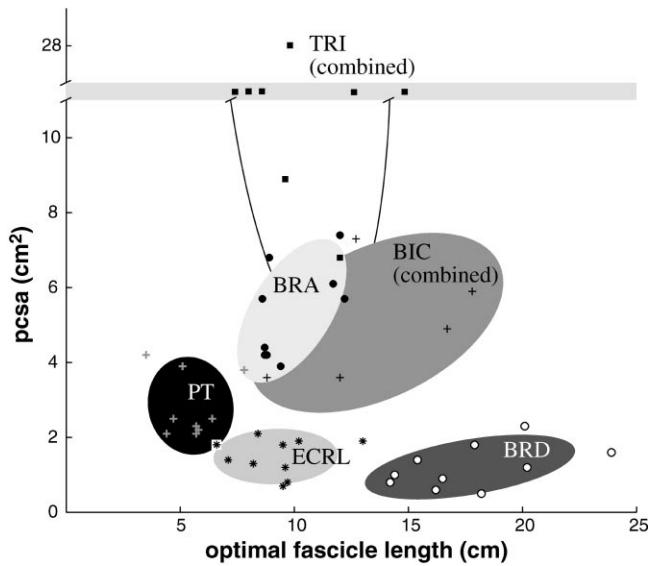 28
TRI
(combined)
10
8
6
4
2
0
pcsa (cm²)
BRA
BIC
(combined)
PT
ECRL
BRD
5
10
15
20
25
optimal fascicle length (cm)